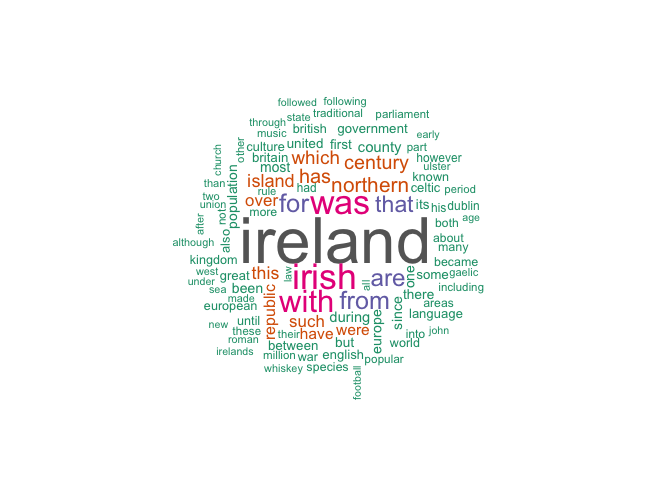 followed following
through state traditional parliament
music british government early
church other culture united first county part
britain which century however
than most has known ulster
two population island northern celtic period
union rule had its his dublin
over for was that
after not more both age
although also ireland about many
kingdom
west great this law irish all are one some gaelic
under sea been including
european made republic with from since there areas
new until such during europe language
these their have were into john
roman between but world
irelands million war english popular
whiskey species
football